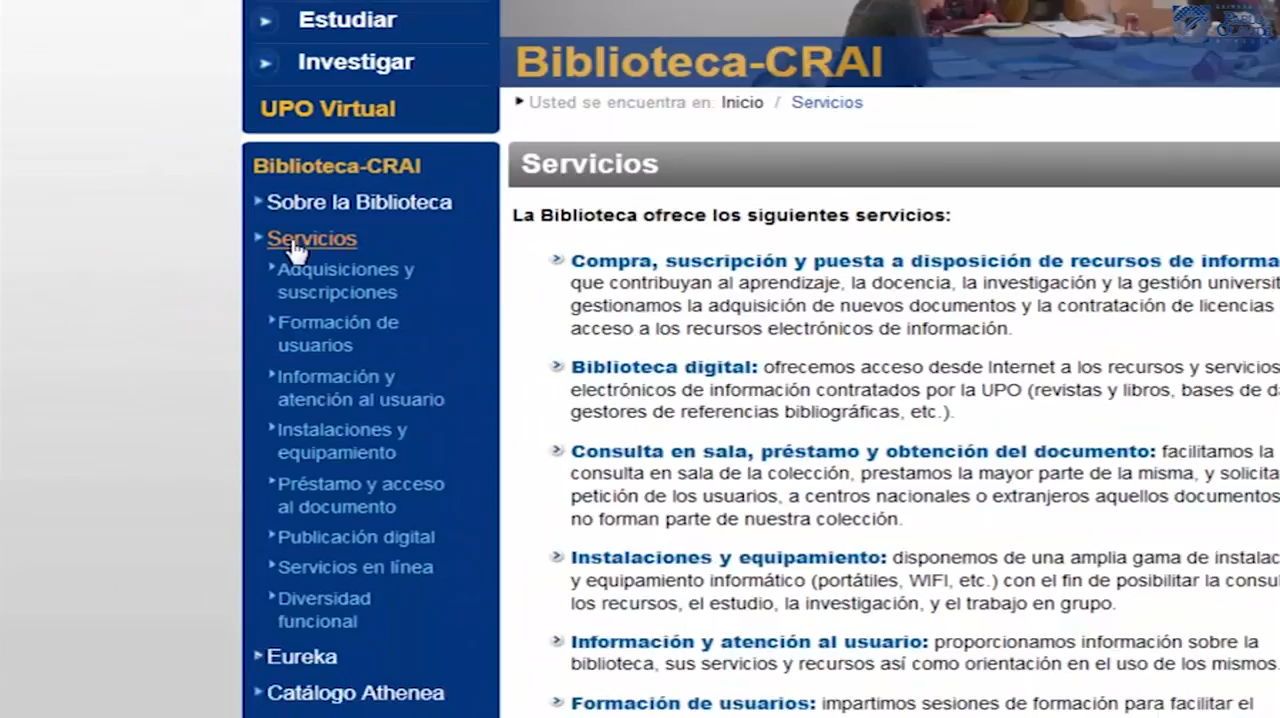 Estudiar
Investigar
UPO Virtual
Biblioteca-CRAI
Sobre la Biblioteca
Servicios
Adquisiciones y
suscripciones
Formación de
usuarios
Información y
atención al usuario
Instalaciones y
equipamiento
Préstamo y acceso
al documento
Publicación digital
Servicios en línea
Diversidad
funcional
Eureka
Catálogo Athenea
Biblioteca-CRAI
Usted se encuentra en: Inicio / Servicios
Servicios
La Biblioteca ofrece los siguientes servicios:
Compra, suscripción y puesta a disposición de recursos de informa
que contribuyan al aprendizaje, la docencia, la investigación y la gestión universit
gestionamos la adquisición de nuevos documentos y la contratación de licencias
acceso a los recursos electrónicos de información.
Biblioteca digital: ofrecemos acceso desde Internet a los recursos y servicios
electrónicos de información contratados por la UPO (revistas y libros, bases de da
gestores de referencias bibliográficas, etc.).
Consulta en sala, préstamo y obtención del documento: facilitamos la
consulta en sala de la colección, prestamos la mayor parte de la misma, y solicita
petición de los usuarios, a centros nacionales o extranjeros aquellos documentos
no forman parte de nuestra colección.
Instalaciones y equipamiento: disponemos de una amplia gama de instalac
y equipamiento informático (portátiles, WIFI, etc.) con el fin de posibilitar la consu
los recursos, el estudio, la investigación, y el trabajo en grupo.
Información y atención al usuario: proporcionamos información sobre la
biblioteca, sus servicios y recursos así como orientación en el uso de los mismos.
Formación de usuarios: impartimos sesiones de formación para facilitar el